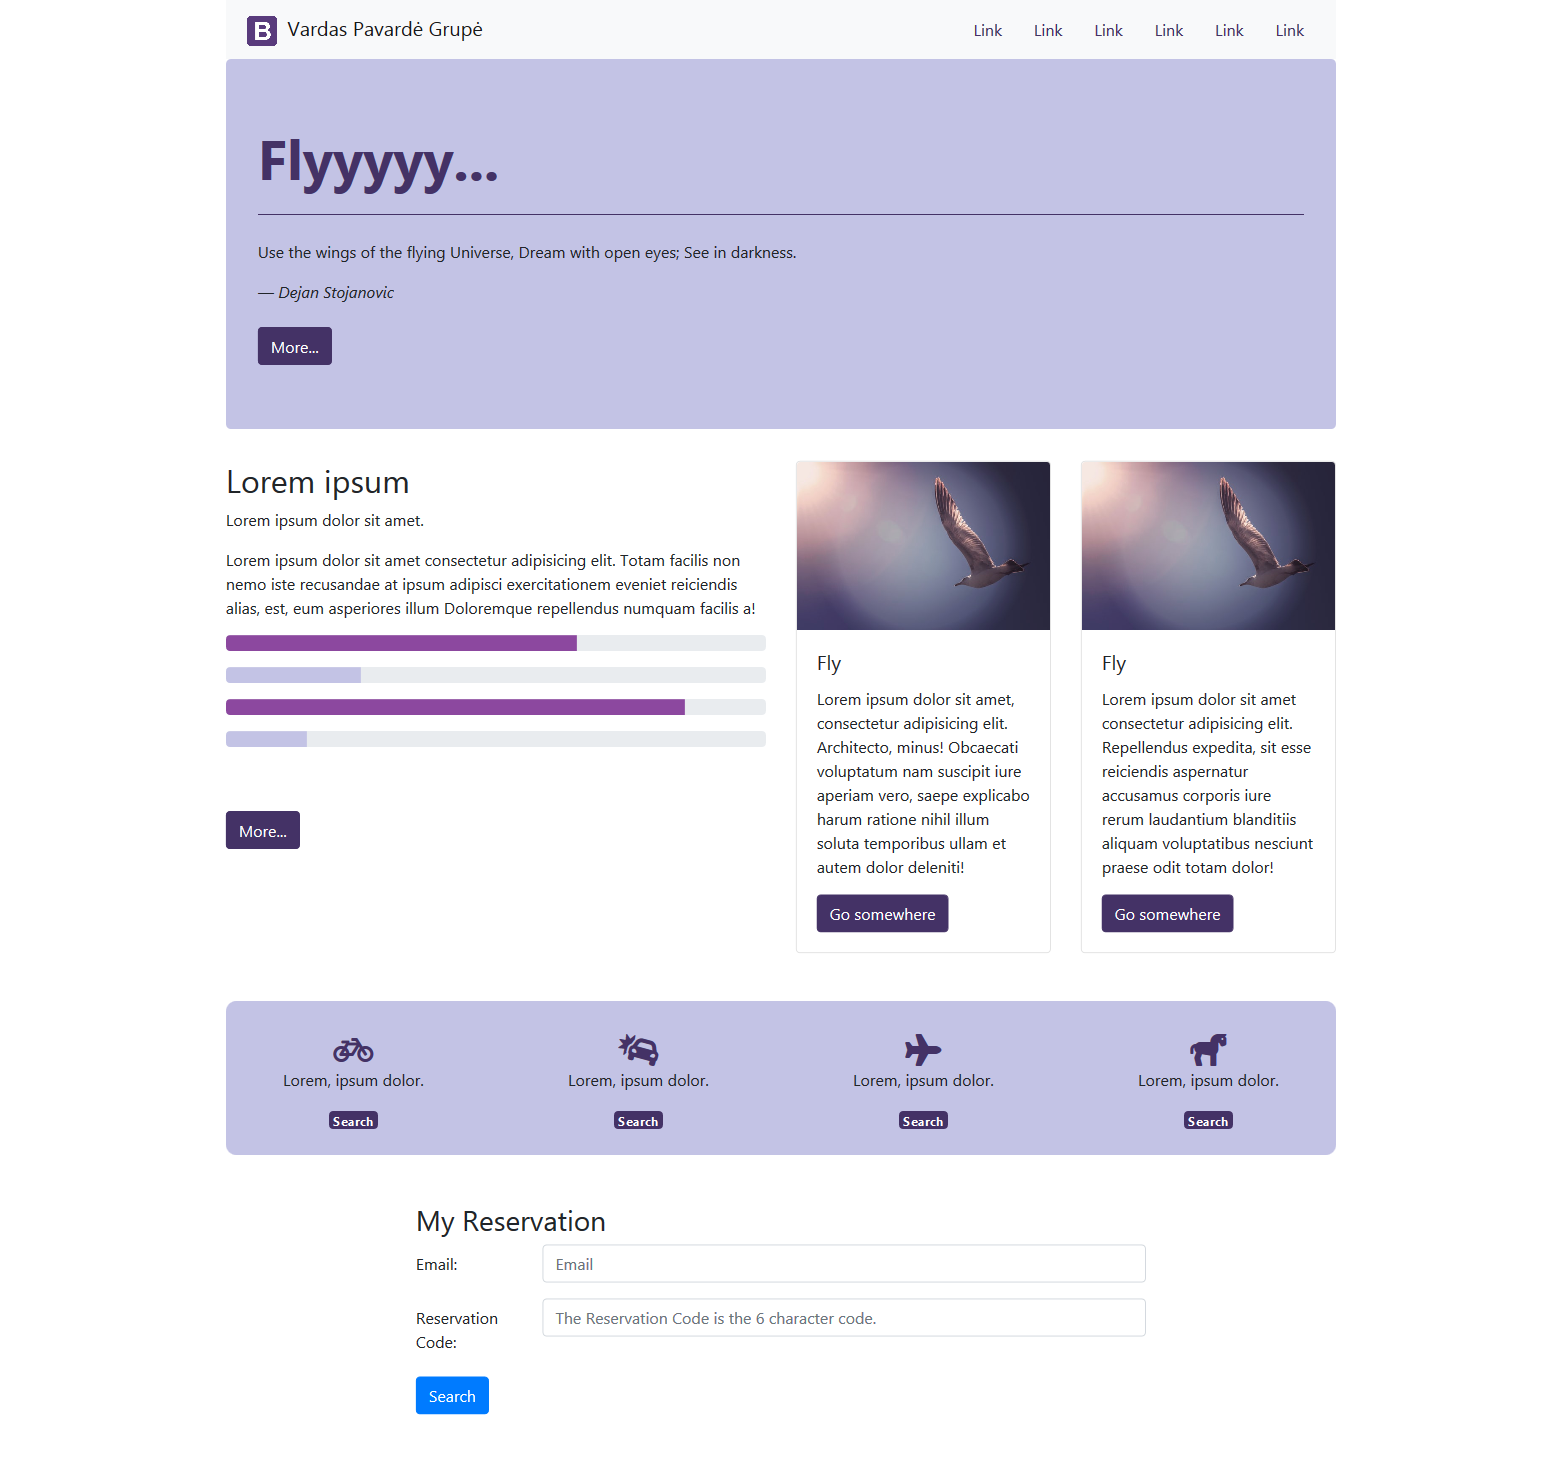 B Vardas Pavardė Grupė
Link Link Link Link Link Link
Flyyyyy...
Use the wings of the flying Universe, Dream with open eyes; See in darkness.
— Dejan Stojanovic
More...
Lorem ipsum
Lorem ipsum dolor sit amet.
Lorem ipsum dolor sit amet consectetur adipisicing elit. Totam facilis non
nemo iste recusandae at ipsum adipisci exercitationem eveniet reiciendis
alias, est, eum asperiores illum Doloremque repellendus numquam facilis a!
More...
Fly
Lorem ipsum dolor sit amet,
consectetur adipisicing elit.
Architecto, minus! Obcaecati
voluptatum nam suscipit iure
aperiam vero, saepe explicabo
harum ratione nihil illum
soluta temporibus ullam et
autem dolor deleniti!
Go somewhere
Fly
Lorem ipsum dolor sit amet
consectetur adipisicing elit.
Repellendus expedita, sit esse
reiciendis aspernatur
accusamus corporis iure
rerum laudantium blanditiis
aliquam voluptatibus nesciunt
praese odit totam dolor!
Go somewhere
Lorem, ipsum dolor.
Search
Lorem, ipsum dolor.
Search
Lorem, ipsum dolor.
Search
Lorem, ipsum dolor.
Search
My Reservation
Email:
Email
Reservation
Code:
The Reservation Code is the 6 character code.
Search